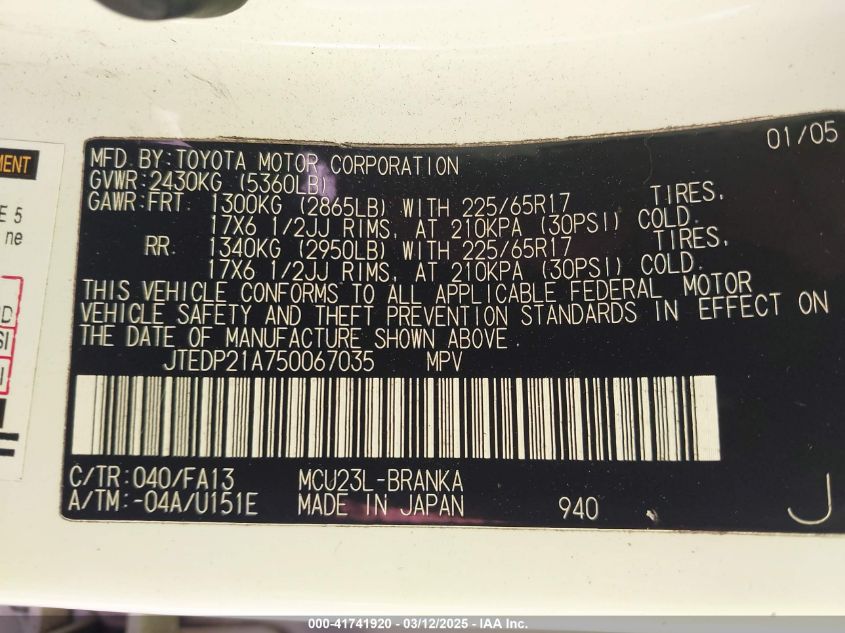 01/05
MENT
E 5
ne
D
SI
I
MFD. BY: TOYOTA MOTOR CORPORATION
GVWR: 2430KG (5360LB)
GAWR: FRT. 1300KG (2865LB) WITH 225/65R17 TIRES,
17X6 1/2JJ RIMS, AT 210KPA (30PSI) COLD.
RR. 1340KG (2950LB) WITH 225/65R17 TIRES,
17X6 1/2JJ RIMS, AT 210KPA (30PSI) COLD.
THIS VEHICLE CONFORMS TO ALL APPLICABLE FEDERAL MOTOR
VEHICLE SAFETY AND THEFT PREVENTION STANDARDS IN EFFECT ON
THE DATE OF MANUFACTURE SHOWN ABOVE.
JTEDP21A750067035 MPV
C/TR: 040/FA13 MCU23L-BRANKA
A/TM: -04A/U151E MADE IN JAPAN 940 J
000-41741920 - 03/12/2025 - IAA Inc.